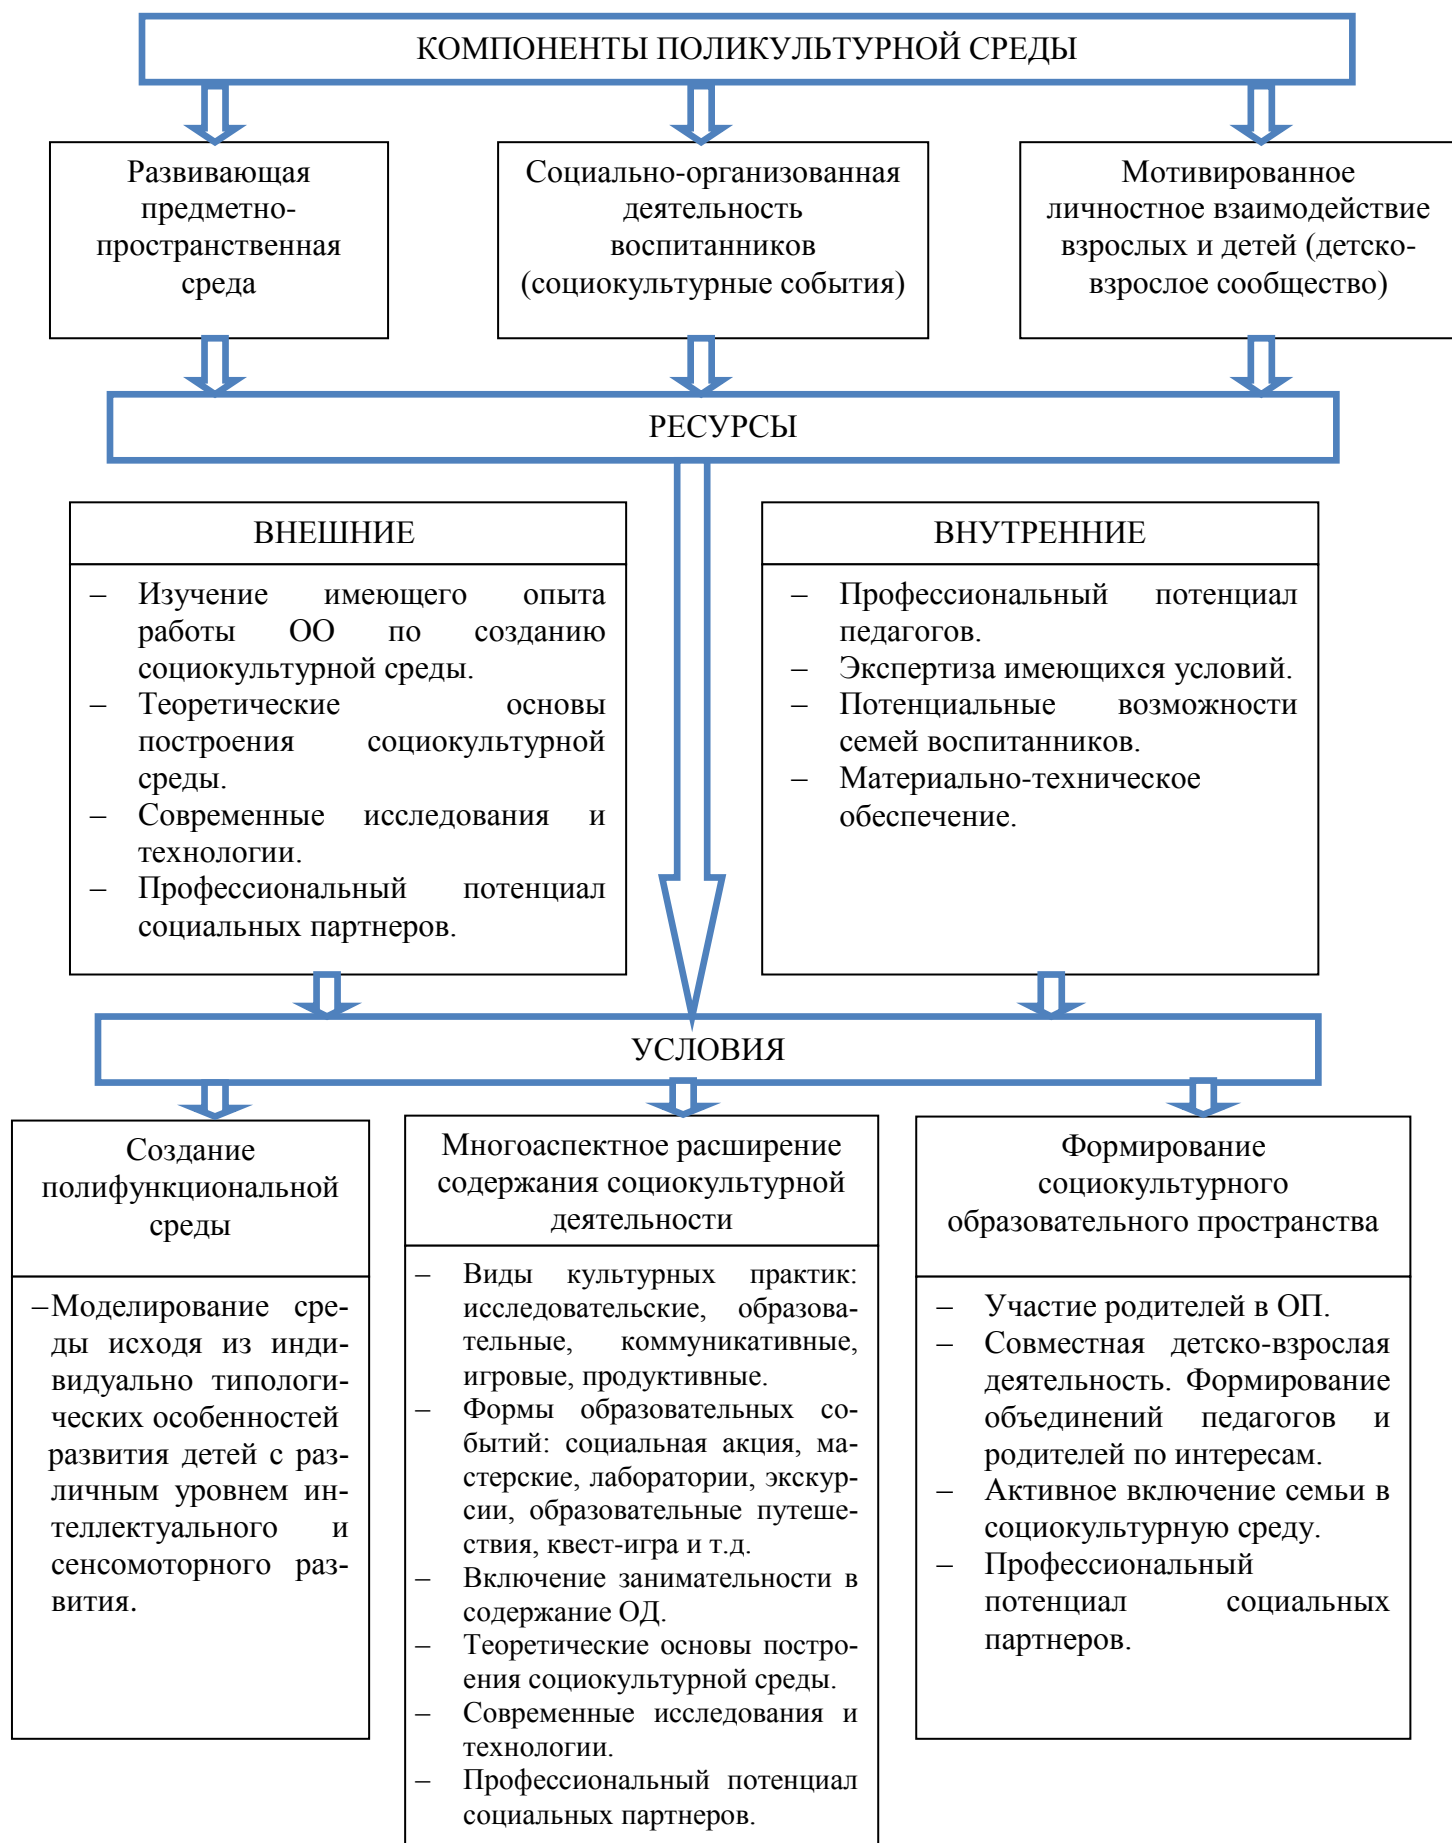 КОМПОНЕНТЫ ПОЛИКУЛЬТУРНОЙ СРЕДЫ
Развивающая
предметно-
пространственная
среда
Социально-организованная
деятельность
воспитанников
(социокультурные события)
Мотивированное
личностное взаимодействие
взрослых и детей (детско-
взрослое сообщество)
РЕСУРСЫ
ВНЕШНИЕ
– Изучение имеющего опыта
работы ОО по созданию
социокультурной среды.
– Теоретические основы
построения социокультурной
среды.
– Современные исследования и
технологии.
– Профессиональный потенциал
социальных партнеров.
ВНУТРЕННИЕ
– Профессиональный потенциал
педагогов.
– Экспертиза имеющихся условий.
– Потенциальные возможности
семей воспитанников.
– Материально-техническое
обеспечение.
УСЛОВИЯ
Создание
полифункциональной
среды
–Моделирование сре-
ды исходя из инди-
видуально типологи-
ческих особенностей
развития детей с раз-
личным уровнем ин-
теллектуального и
сенсомоторного раз-
вития.
Многоаспектное расширение
содержания социокультурной
деятельности
– Виды культурных практик:
исследовательские, образова-
тельные, коммуникативные,
игровые, продуктивные.
– Формы образовательных со-
бытий: социальная акция, ма-
стерские, лаборатории, экскур-
сии, образовательные путеше-
ствия, квест-игра и т.д.
– Включение занимательности в
содержание ОД.
– Теоретические основы постро-
ения социокультурной среды.
– Современные исследования и
технологии.
– Профессиональный потенциал
социальных партнеров.
Формирование
социокультурного
образовательного пространства
– Участие родителей в ОП.
– Совместная детско-взрослая
деятельность. Формирование
объединений педагогов и
родителей по интересам.
– Активное включение семьи в
социокультурную среду.
– Профессиональный
потенциал социальных
партнеров.